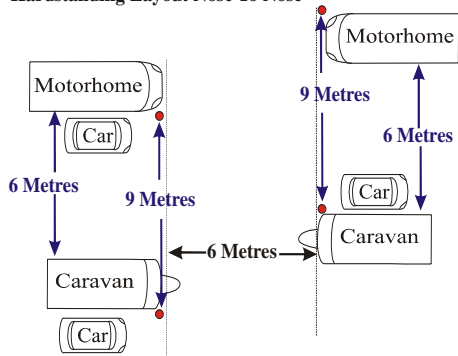 Hardstanding Layout Nose To Nose
Motorhome
Car
6 Metres
9 Metres
Caravan
Car
6 Metres
Motorhome
9 Metres
6 Metres
Car
Caravan